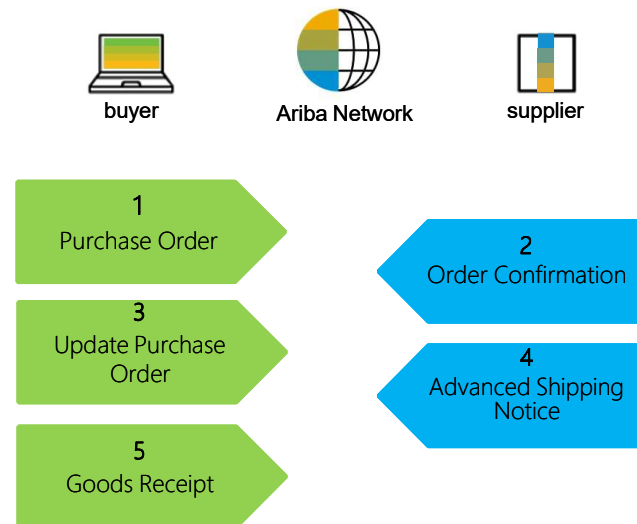 buyer
Ariba Network
supplier
1
Purchase Order
2
Order Confirmation
3
Update Purchase
Order
4
Advanced Shipping
Notice
5
Goods Receipt